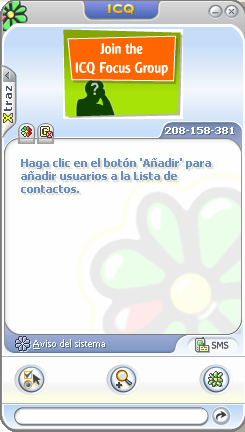 ICQ
Join the
ICQ Focus Group
Xtraz
208-158-381
Haga clic en el botón 'Añadir' para
añadir usuarios a la Lista de
contactos.
Aviso del sistema
SMS